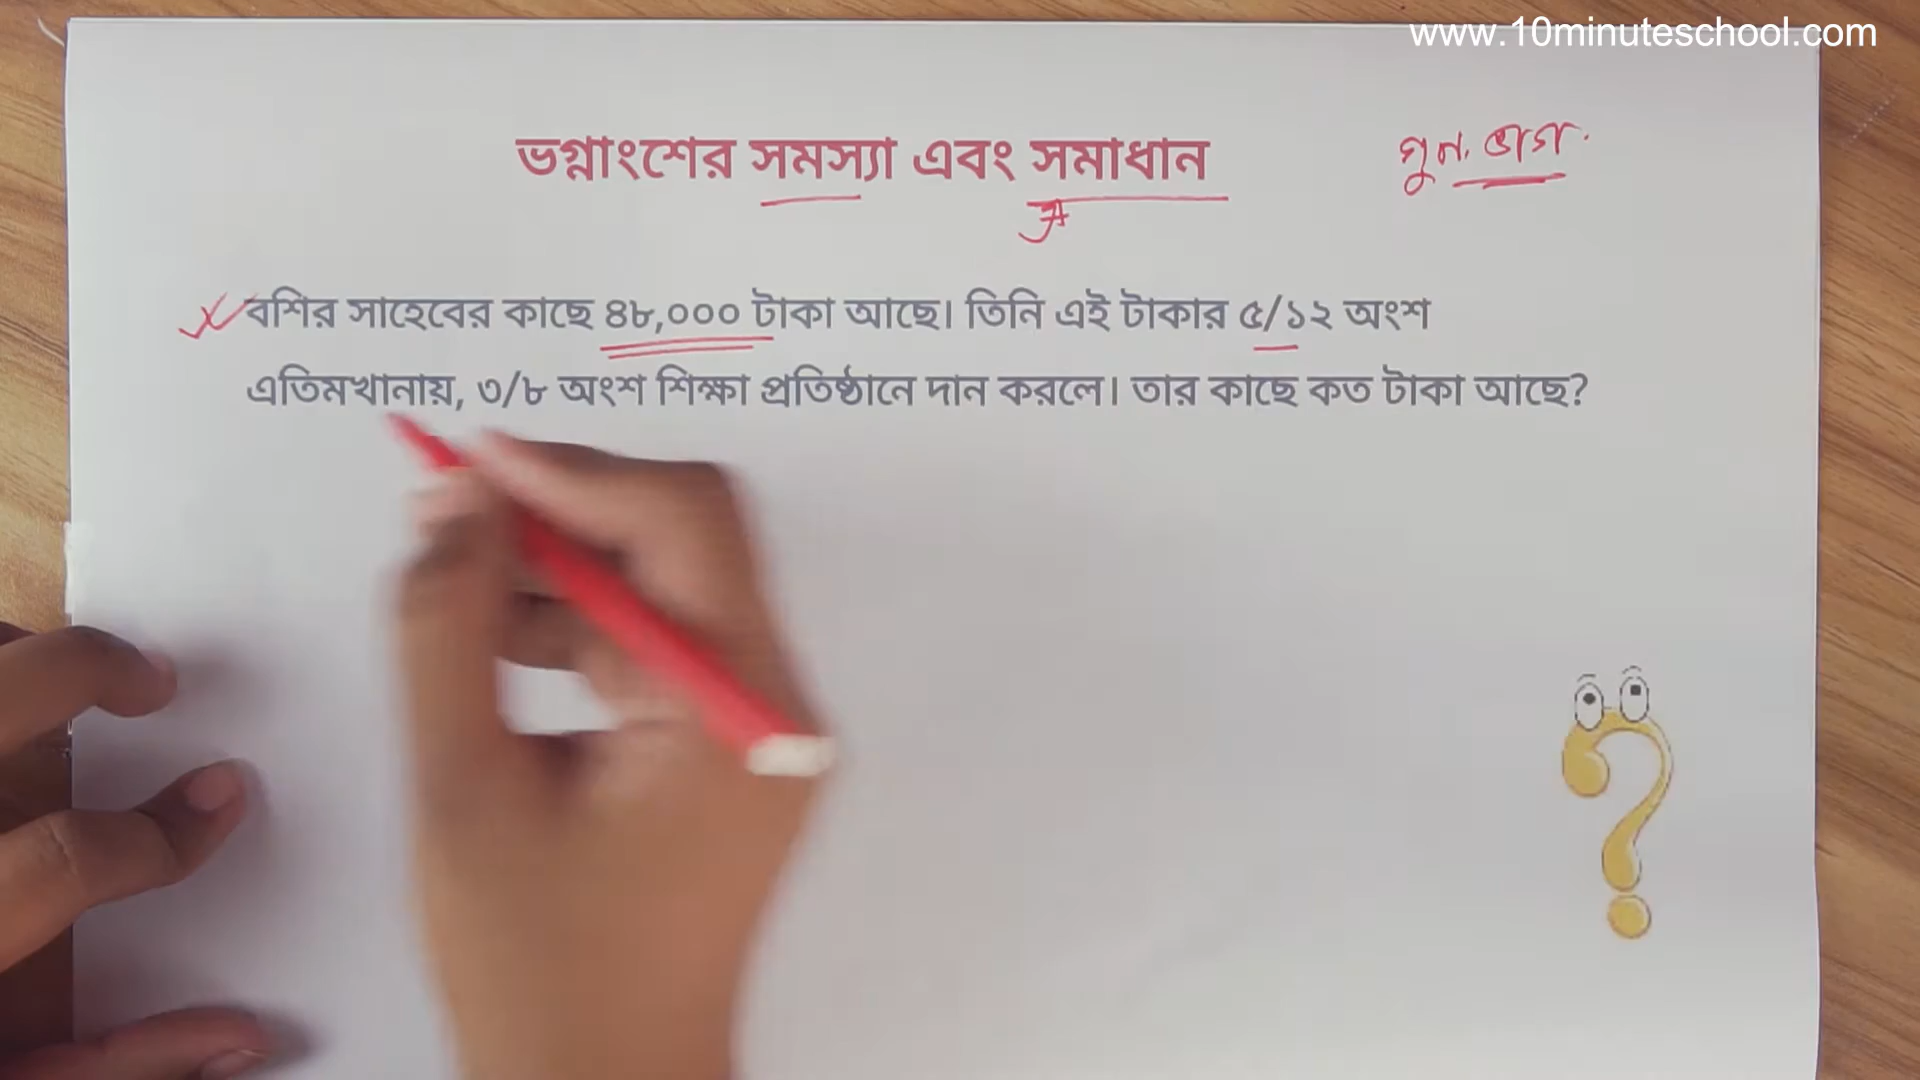 www.10minuteschool.com
ভগ্নাংশের সমস্যা এবং সমাধান
গুন. ভাগ.
বশির সাহেবের কাছে ৪৮,০০০ টাকা আছে। তিনি এই টাকার ৫/১২ অংশ
এতিমখানায়, ৩/৮ অংশ শিক্ষা প্রতিষ্ঠানে দান করলে। তার কাছে কত টাকা আছে?